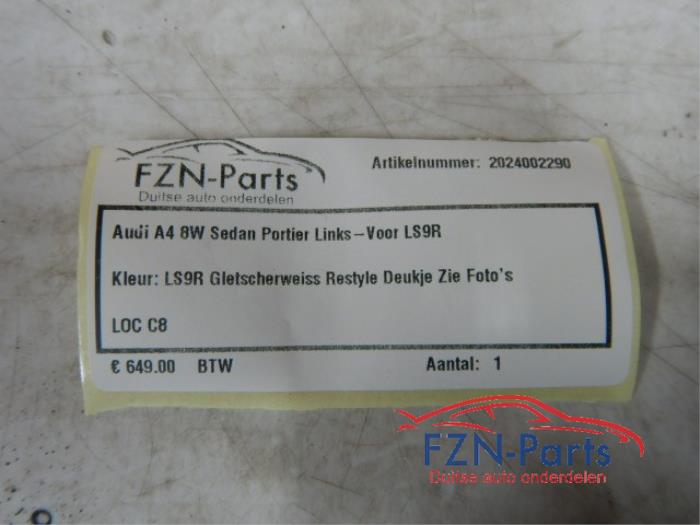 FZN-Parts
Duitse auto onderdelen
Artikelnummer: 2024002290
Audi A4 8W Sedan Portier Links-Voor LS9R
Kleur: LS9R Gletscherweiss Restyle Deukje Zie Foto's
LOC C8
€ 649.00 BTW Aantal: 1
FZN-Parts
Duitse auto onderdelen